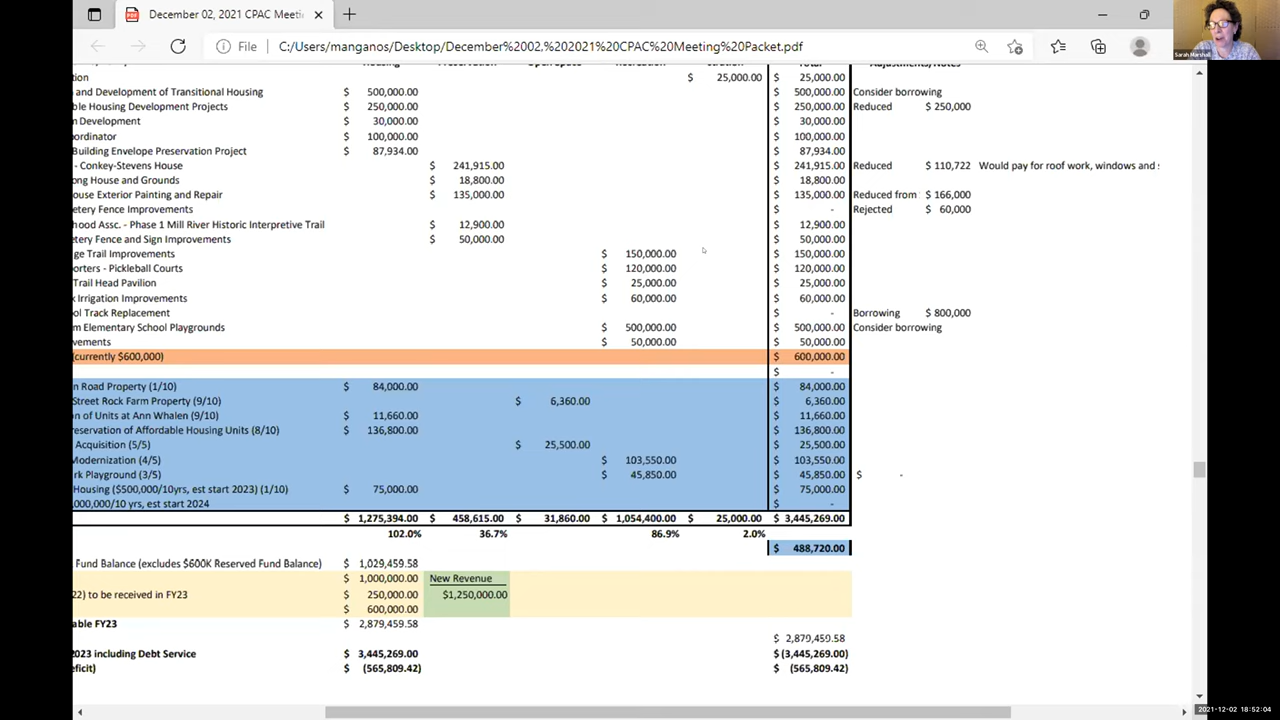 December 02, 2021 CPAC Meeti
File C:/Users/manganos/Desktop/December%2002,%202021%20CPAC%20Meeting%20Packet.pdf
Sarah Marshall
Housing Preservation Open Space Recreation stration Total Adjustments/Notes
tion $ 25,000.00 $ 25,000.00
n and Development of Transitional Housing $ 500,000.00 $ 500,000.00 Consider borrowing
ble Housing Development Projects $ 250,000.00 $ 250,000.00 Reduced $ 250,000
m Development $ 30,000.00 $ 30,000.00
oordinator $ 100,000.00 $ 100,000.00
Building Envelope Preservation Project $ 87,934.00 $ 87,934.00
- Conkey-Stevens House $ 241,915.00 $ 241,915.00 Reduced $ 110,722 Would pay for roof work, windows and s
ong House and Grounds $ 18,800.00 $ 18,800.00
ouse Exterior Painting and Repair $ 135,000.00 $ 135,000.00 Reduced from $ 166,000
etery Fence Improvements $ - Rejected $ 60,000
hood Assc. - Phase 1 Mill River Historic Interpretive Trail $ 12,900.00 $ 12,900.00
etery Fence and Sign Improvements $ 50,000.00 $ 50,000.00
ge Trail Improvements $ 150,000.00 $ 150,000.00
orters - Pickleball Courts $ 120,000.00 $ 120,000.00
Trail Head Pavilion $ 25,000.00 $ 25,000.00
k Irrigation Improvements $ 60,000.00 $ 60,000.00
ol Track Replacement $ - Borrowing $ 800,000
m Elementary School Playgrounds $ 500,000.00 $ 500,000.00 Consider borrowing
vements $ 50,000.00 $ 50,000.00
(currently $600,000) $ 600,000.00
$ -
n Road Property (1/10) $ 84,000.00 $ 84,000.00
Street Rock Farm Property (9/10) $ 6,360.00 $ 6,360.00
on of Units at Ann Whalen (9/10) $ 11,660.00 $ 11,660.00
reservation of Affordable Housing Units (8/10) $ 136,800.00 $ 136,800.00
Acquisition (5/5) $ 25,500.00 $ 25,500.00
Modernization (4/5) $ 103,550.00 $ 103,550.00
rk Playground (3/5) $ 45,850.00 $ 45,850.00 $ -
Housing ($500,000/10yrs, est start 2023) (1/10) $ 75,000.00 $ 75,000.00
000,000/10 yrs, est start 2024 $ -
$ 1,275,394.00 $ 458,615.00 $ 31,860.00 $ 1,054,400.00 $ 25,000.00 $ 3,445,269.00
102.0% 36.7% 86.9% 2.0%
$ 488,720.00
Fund Balance (excludes $600K Reserved Fund Balance) $ 1,029,459.58
$ 1,000,000.00 New Revenue
22) to be received in FY23 $ 250,000.00 $1,250,000.00
$ 600,000.00
able FY23 $ 2,879,459.58
$ 2,879,459.58
2023 including Debt Service $ 3,445,269.00 $ (3,445,269.00)
eficit) $ (565,809.42) $ (565,809.42)
2021-12-02 18:52:04